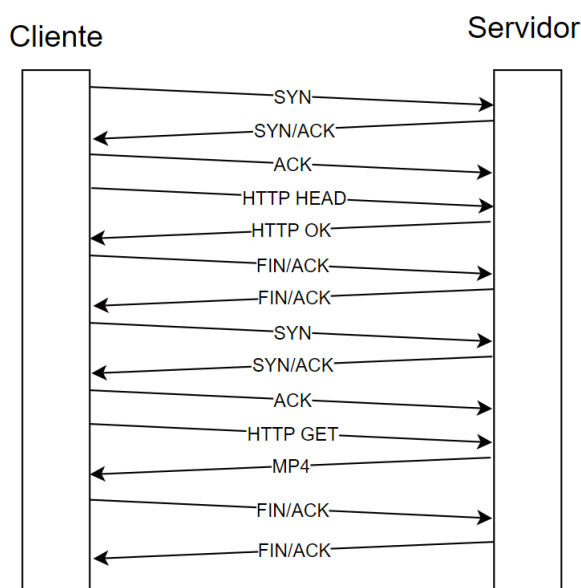 Cliente
Servidor
SYN
SYN/ACK
ACK
HTTP HEAD
HTTP OK
FIN/ACK
FIN/ACK
SYN
SYN/ACK
ACK
HTTP GET
MP4
FIN/ACK
FIN/ACK